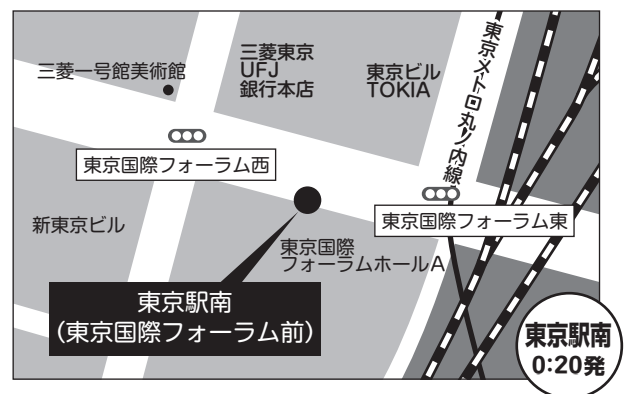 三菱一号館美術館
三菱東京
UFJ
銀行本店
東京ビル
TOKIA
東京メトロ丸ノ内線
東京国際フォーラム西
東京国際フォーラム東
新東京ビル
東京国際
フォーラムホールA
東京駅南
(東京国際フォーラム前)
東京駅南
0:20発